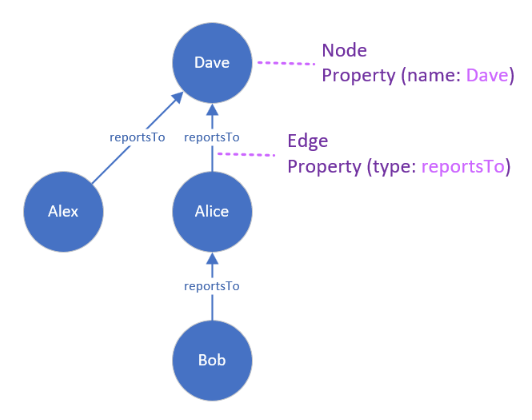 Dave
Node
Property (name: Dave)
reportsTo
reportsTo
Edge
Property (type: reportsTo)
Alex
Alice
reportsTo
Bob